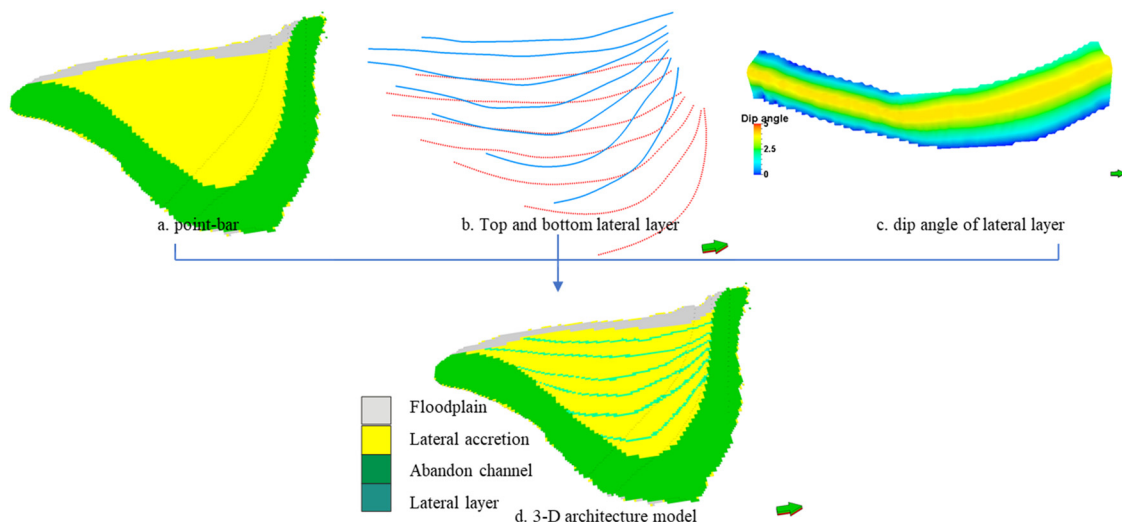 Dip angle
5
2.5
0
a. point-bar
b. Top and bottom lateral layer
c. dip angle of lateral layer
Floodplain
Lateral accretion
Abandon channel
Lateral layer
d. 3-D architecture model